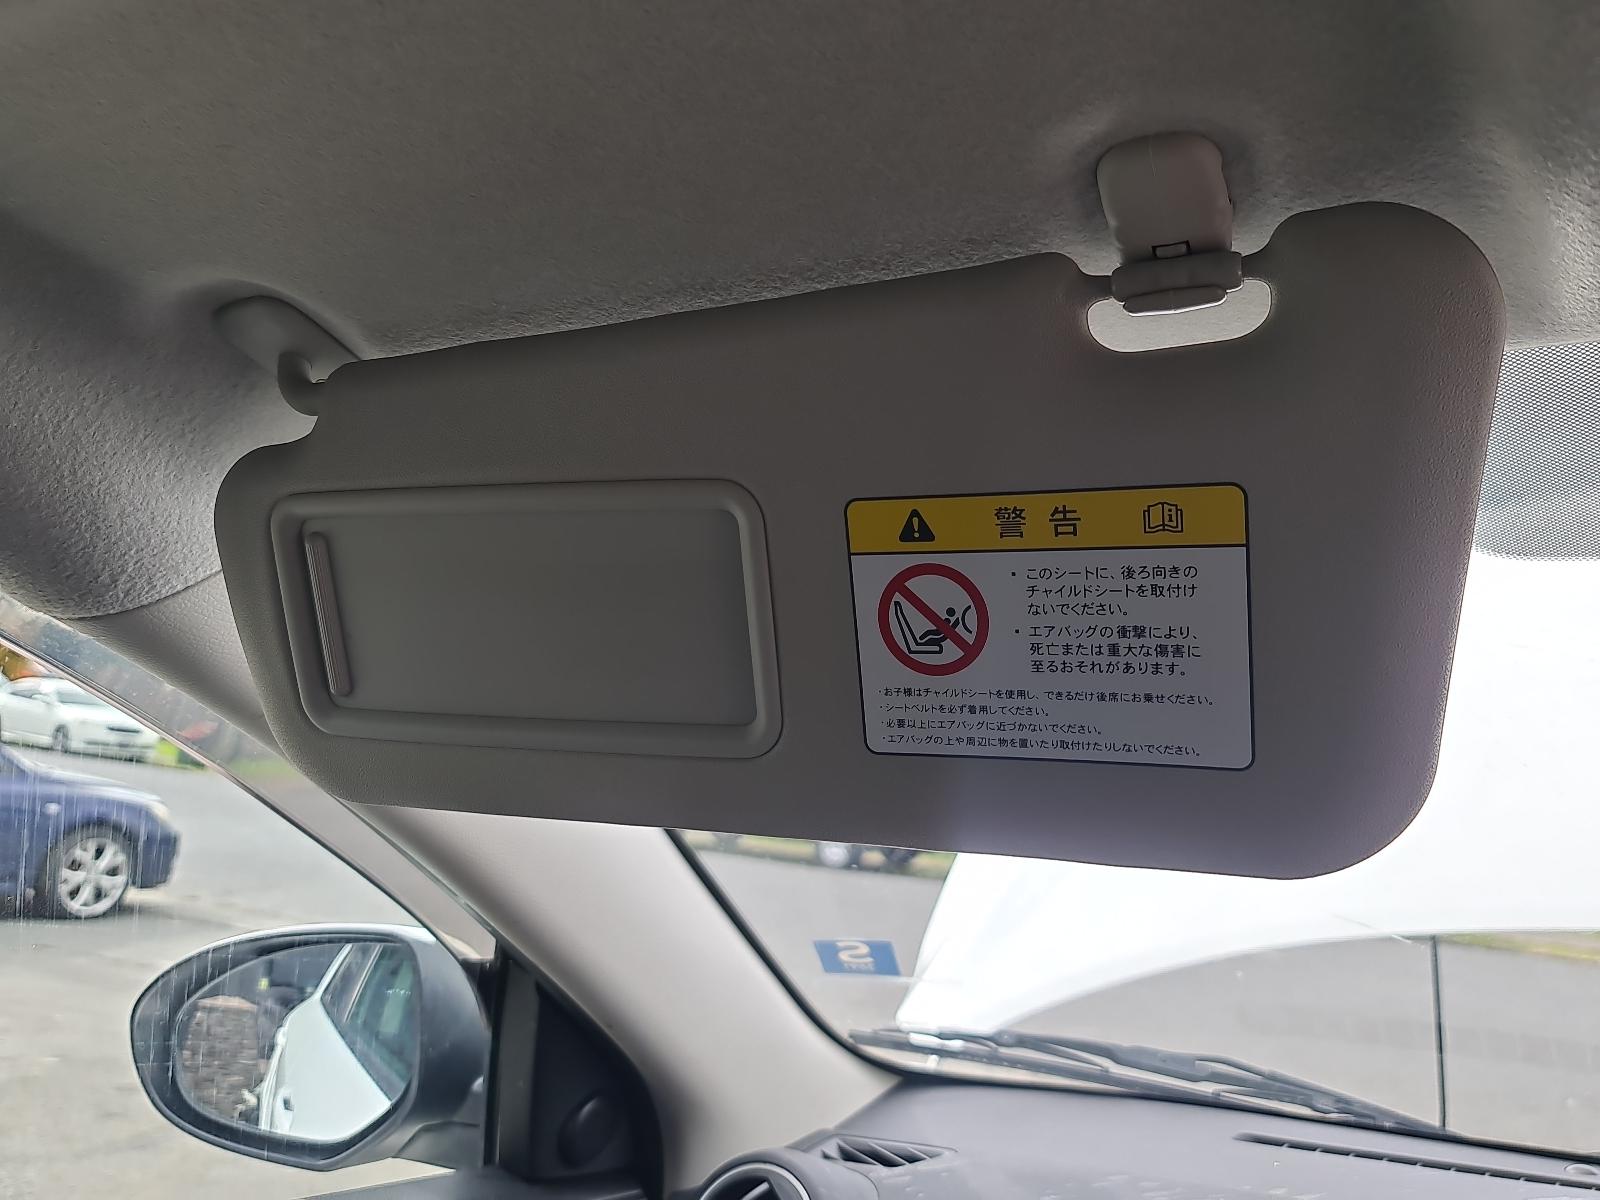 警告
・このシートに、後ろ向きの
チャイルドシートを取付け
ないでください。
・エアバッグの衝撃により、
死亡または重大な傷害に
至るおそれがあります。
・お子様はチャイルドシートを使用し、できるだけ後席にお乗せください。
・シートベルトを必ず着用してください。
・必要以上にエアバッグに近づかないでください。
・エアバッグの上や周辺に物を置いたり取付けたりしないでください。
S